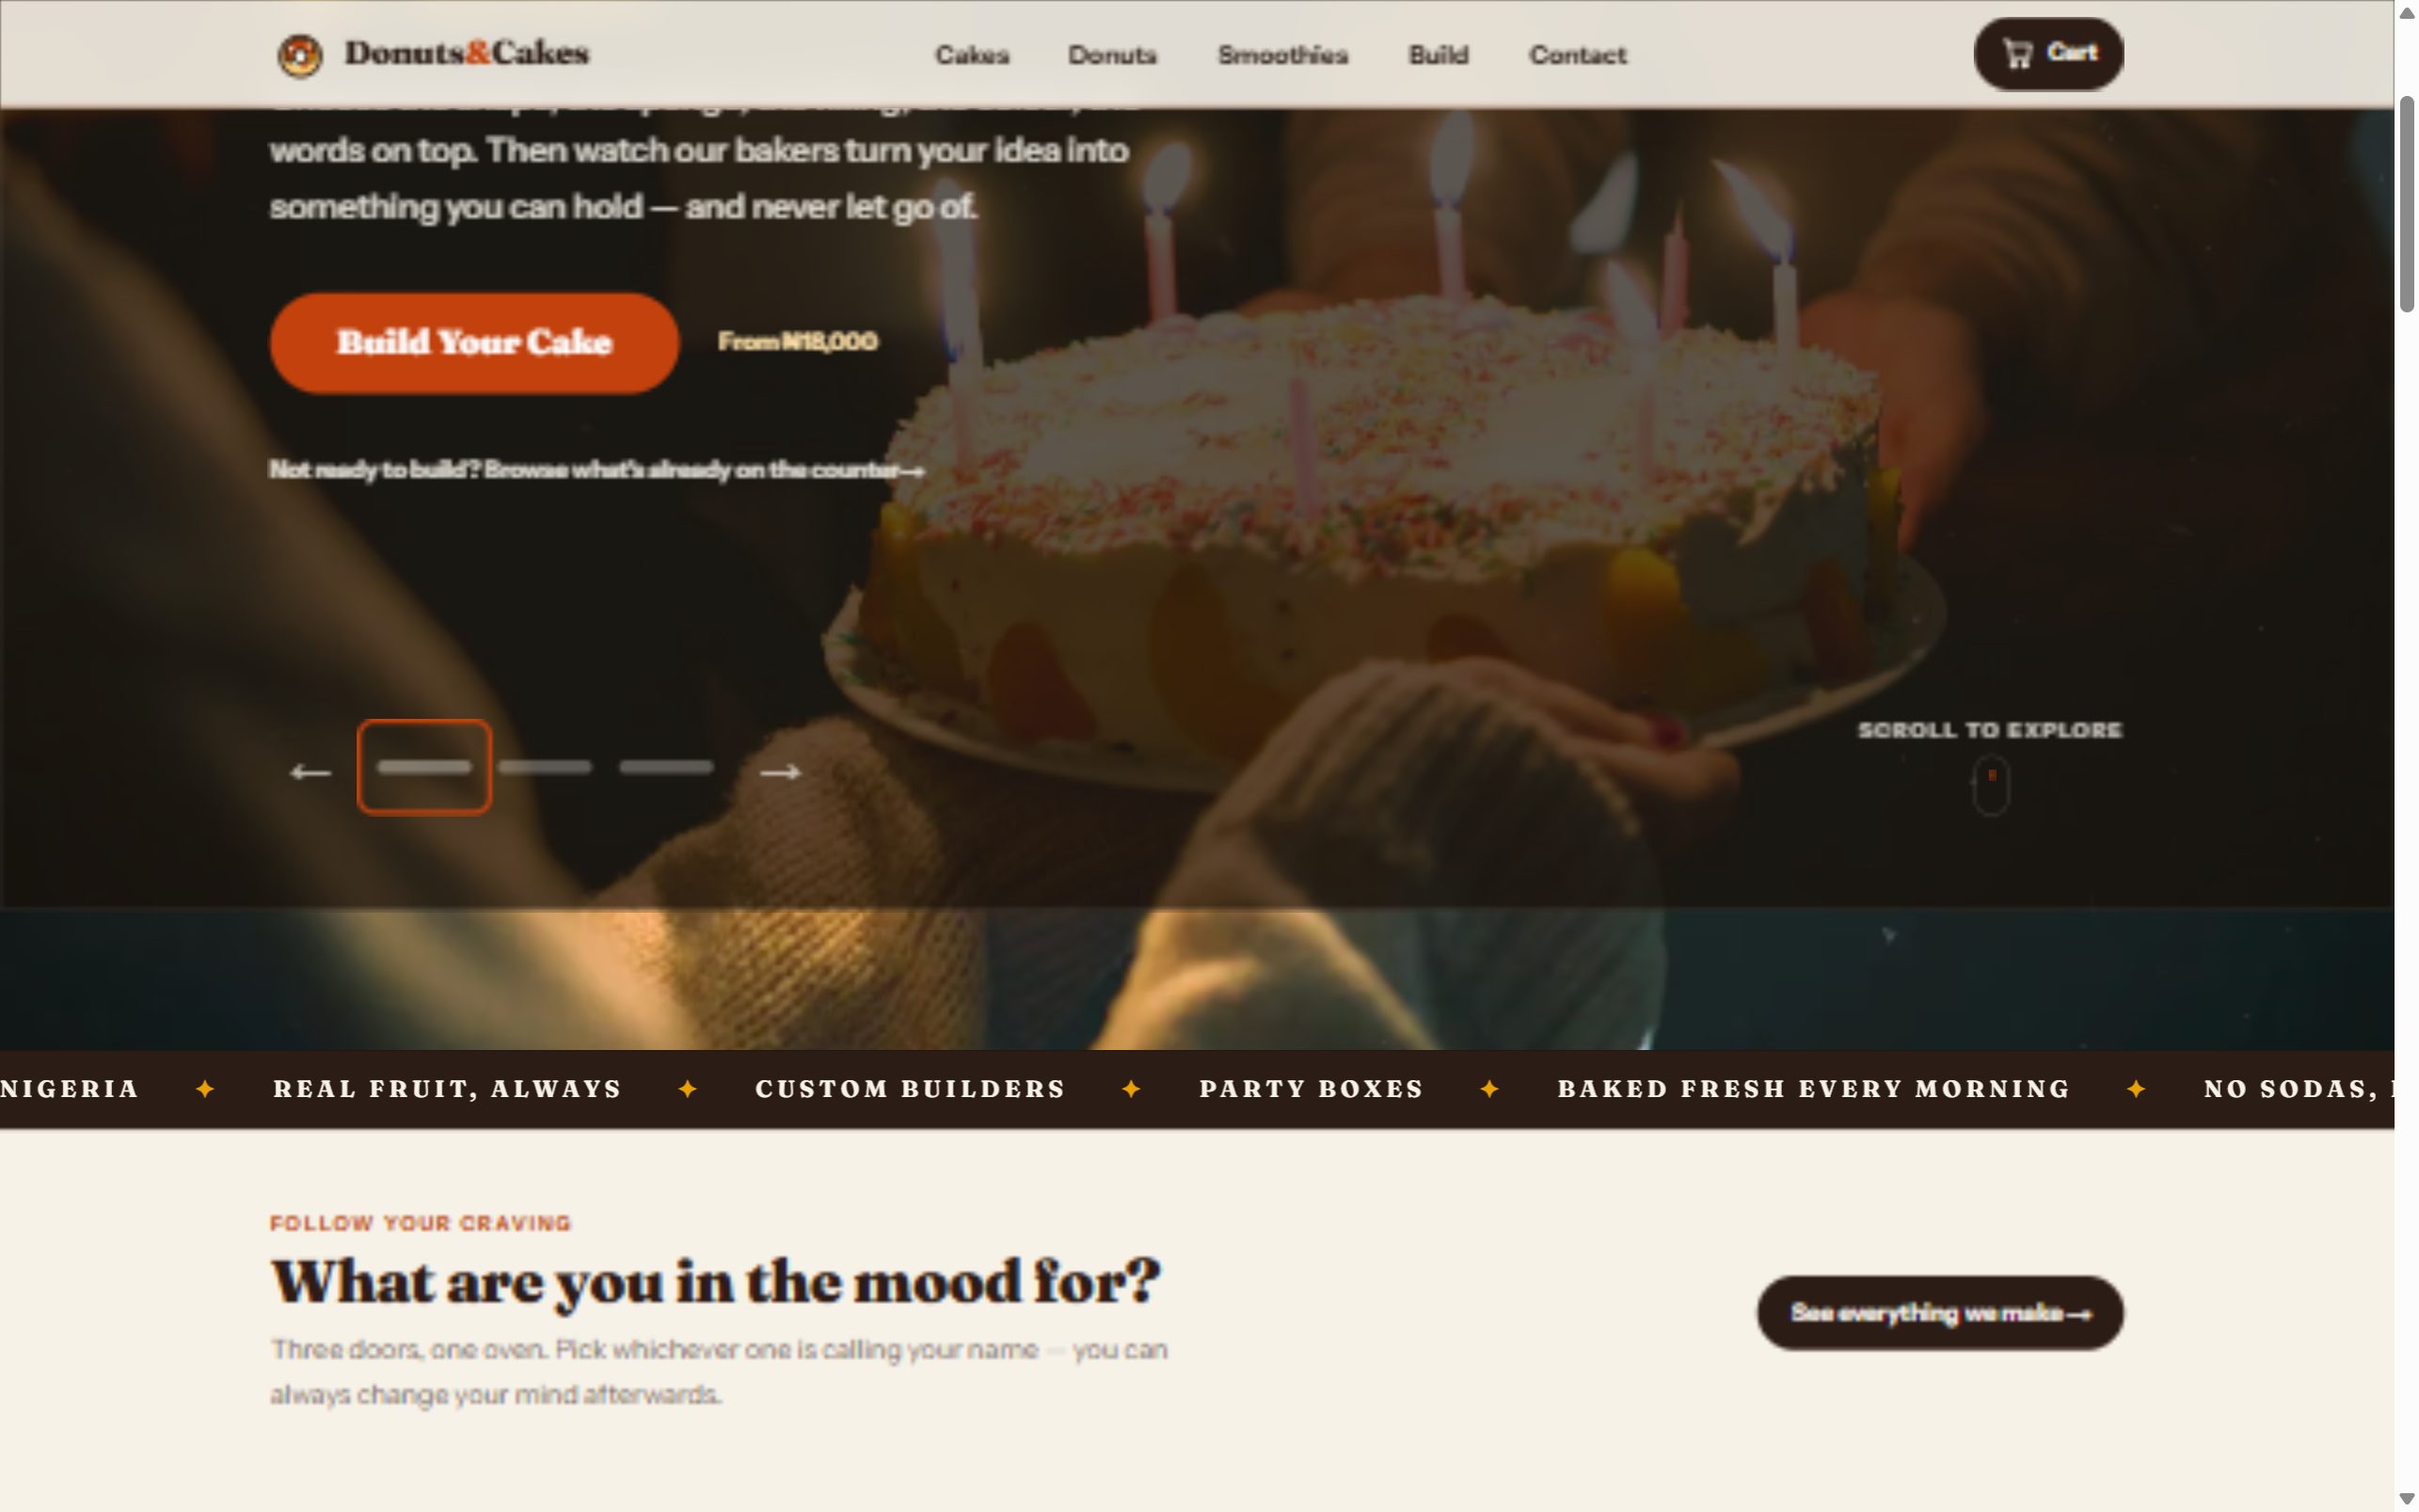 Donuts&Cakes
Cakes
Donuts
Smoothies
Build
Contact
Cart
words on top. Then watch our bakers turn your idea into
something you can hold — and never let go of.
Build Your Cake
From ₦18,000
Not ready to build? Browse what's already on the counter→
← →
SCROLL TO EXPLORE
NIGERIA ✦ REAL FRUIT, ALWAYS ✦ CUSTOM BUILDERS ✦ PARTY BOXES ✦ BAKED FRESH EVERY MORNING ✦ NO SODAS,
FOLLOW YOUR CRAVING
What are you in the mood for?
See everything we make→
Three doors, one oven. Pick whichever one is calling your name — you can
always change your mind afterwards.